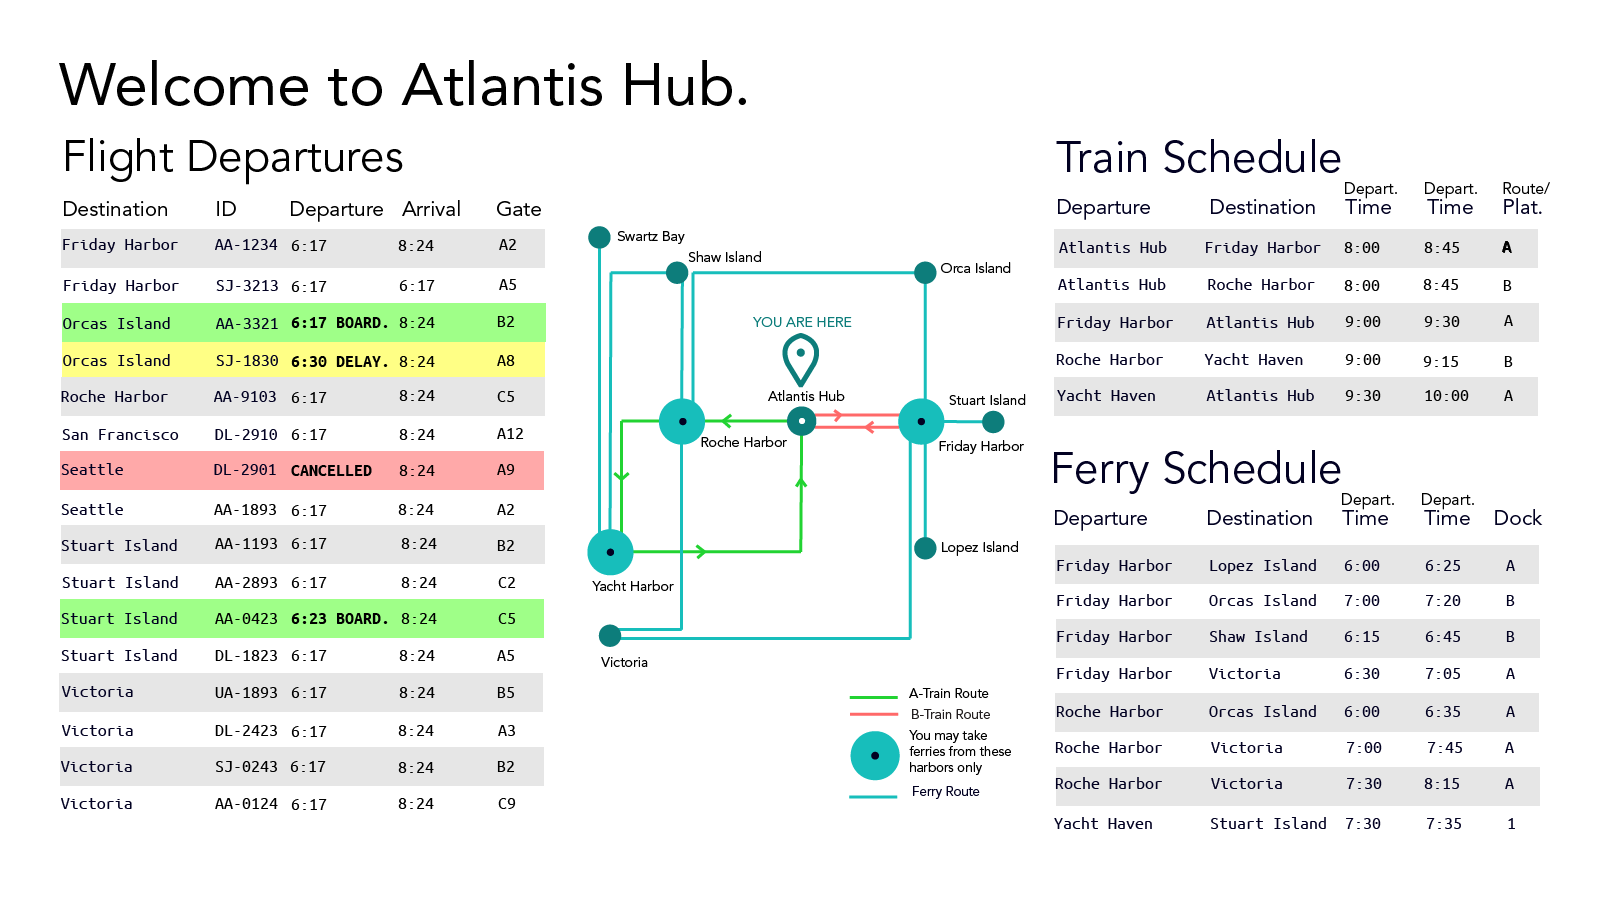 Welcome to Atlantis Hub.
Flight Departures
Destination ID Departure Arrival Gate
Friday Harbor AA-1234 6:17 8:24 A2
Friday Harbor SJ-3213 6:17 6:17 A5
Orcas Island AA-3321 6:17 BOARD. 8:24 B2
Orcas Island SJ-1830 6:30 DELAY. 8:24 A8
Roche Harbor AA-9103 6:17 8:24 C5
San Francisco DL-2910 6:17 8:24 A12
Seattle DL-2901 CANCELLED 8:24 A9
Seattle AA-1893 6:17 8:24 A2
Stuart Island AA-1193 6:17 8:24 B2
Stuart Island AA-2893 6:17 8:24 C2
Stuart Island AA-0423 6:23 BOARD. 8:24 C5
Stuart Island DL-1823 6:17 8:24 A5
Victoria UA-1893 6:17 8:24 B5
Victoria DL-2423 6:17 8:24 A3
Victoria SJ-0243 6:17 8:24 B2
Victoria AA-0124 6:17 8:24 C9
Swartz Bay
Shaw Island
Orca Island
YOU ARE HERE
Atlantis Hub
Stuart Island
Roche Harbor
Friday Harbor
Lopez Island
Yacht Harbor
Victoria
A-Train Route
B-Train Route
You may take
ferries from these
harbors only
Ferry Route
Train Schedule
Depart. Depart. Route/
Departure Destination Time Time Plat.
Atlantis Hub Friday Harbor 8:00 8:45 A
Atlantis Hub Roche Harbor 8:00 8:45 B
Friday Harbor Atlantis Hub 9:00 9:30 A
Roche Harbor Yacht Haven 9:00 9:15 B
Yacht Haven Atlantis Hub 9:30 10:00 A
Ferry Schedule
Depart. Depart.
Departure Destination Time Time Dock
Friday Harbor Lopez Island 6:00 6:25 A
Friday Harbor Orcas Island 7:00 7:20 B
Friday Harbor Shaw Island 6:15 6:45 B
Friday Harbor Victoria 6:30 7:05 A
Roche Harbor Orcas Island 6:00 6:35 A
Roche Harbor Victoria 7:00 7:45 A
Roche Harbor Victoria 7:30 8:15 A
Yacht Haven Stuart Island 7:30 7:35 1